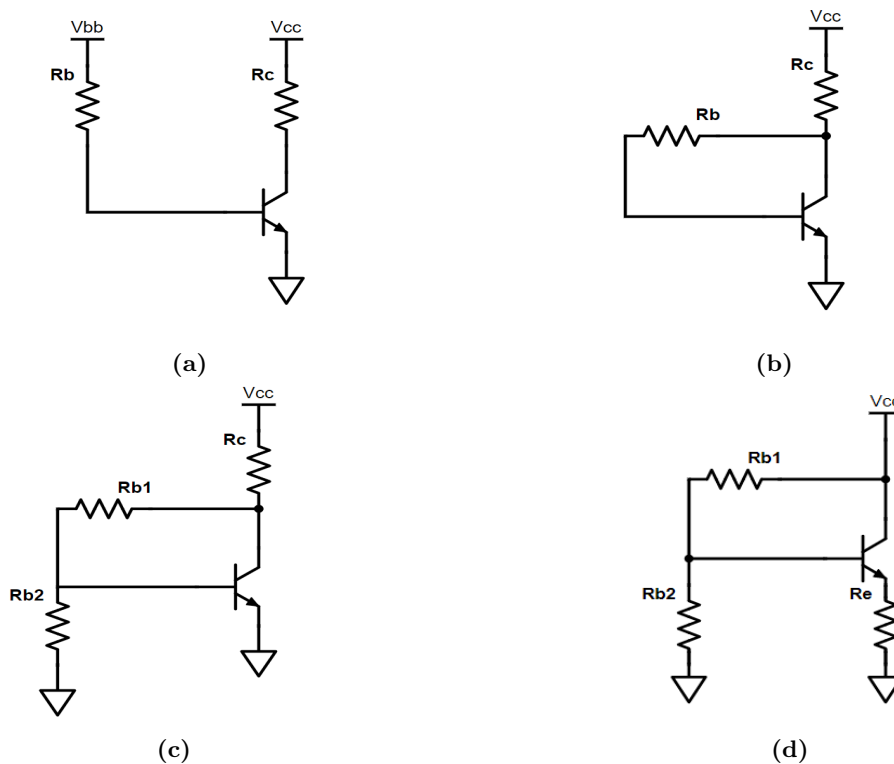 Vbb
Vcc
Rb
Rc
(a)
Vcc
Rc
Rb
(b)
Vcc
Rc
Rb1
Rb2
(c)
Vcc
Rb1
Rb2
Re
(d)